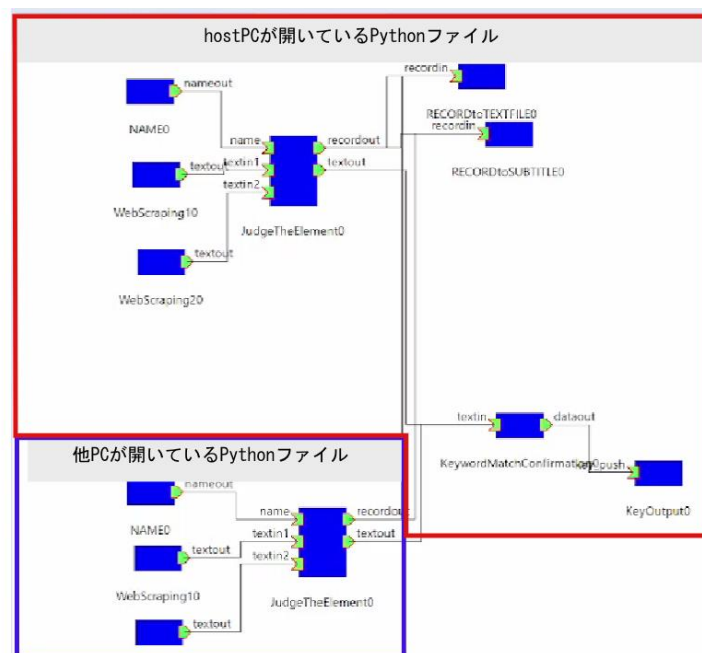 hostPCが開いているPythonファイル
nameout
NAME0
textout
WebScraping10
textout
WebScraping20
name
textin1
textin2
recordout
textout
JudgeTheElement0
recordin
RECORDtoTEXTFILE0
recordin
RECORDtoSUBTITLE0
textin
dataout
KeywordMatchConfirmation0
KeyOutput0
他PCが開いているPythonファイル
nameout
NAME0
textout
WebScraping10
textout
name
textin1
textin2
recordout
textout
JudgeTheElement0